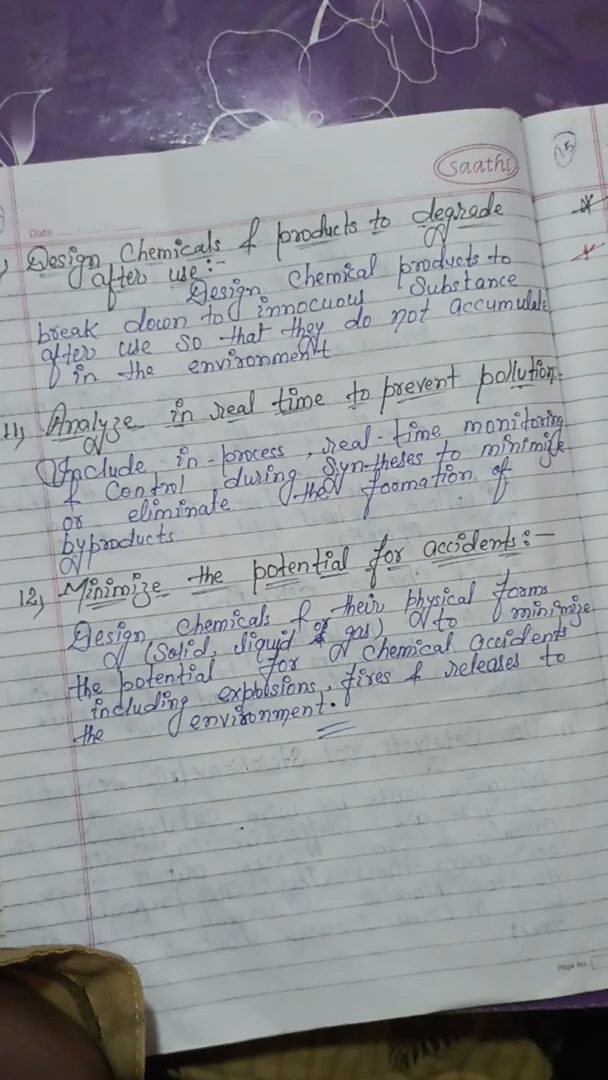 Saathi
15
Date
Design Chemicals & products to degrade
after use :-
Design Chemical products to
break down to innocuous Substance
after use so that they do not accumulate
in the environment
11) Analyze in real time to prevent pollution:-
Include in-process, real-time monitoring
& Control during Syn-theses to minimize
or eliminate the formation of
byproducts
12) Minimize the potential for accidents :-
Design chemicals & their physical forms
(Solid, liquid or gas) to minimize
the potential for chemical accidents
including explosions, fires & releases to
the environment.
Page No.